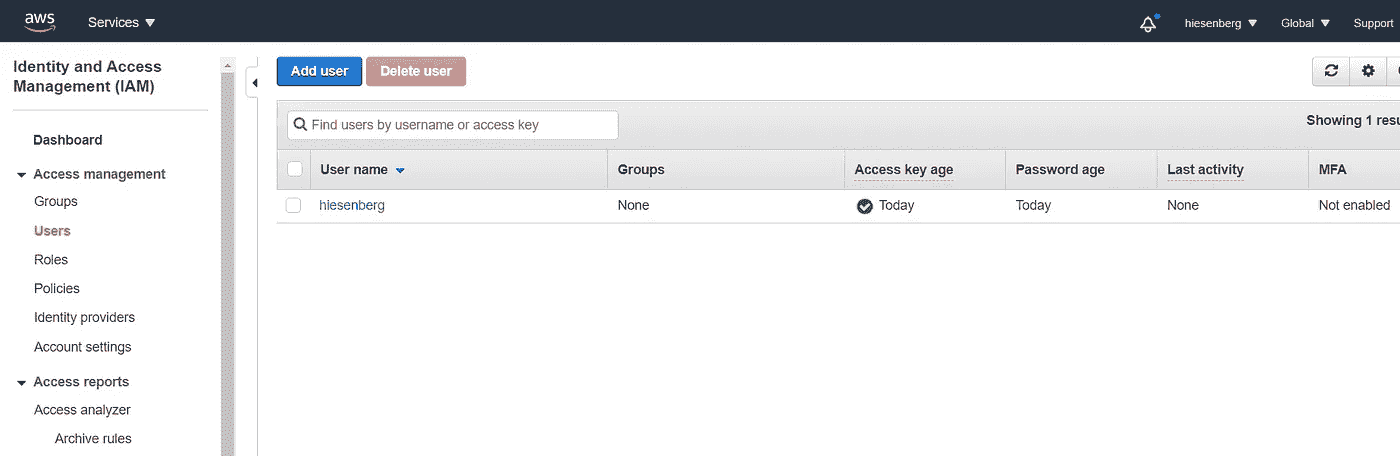 aws Services hiesenberg Global Support
Identity and Access
Management (IAM)
Dashboard
Access management
Groups
Users
Roles
Policies
Identity providers
Account settings
Access reports
Access analyzer
Archive rules
Add user Delete user
Find users by username or access key
Showing 1 resu
User name Groups Access key age Password age Last activity MFA
hiesenberg None Today Today None Not enabled